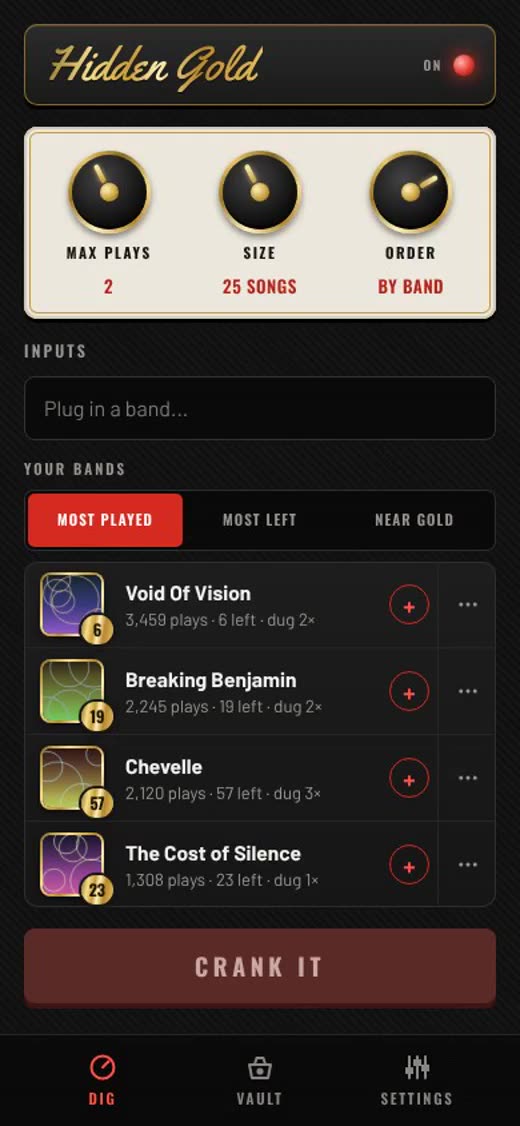 Hidden Gold
ON
MAX PLAYS
SIZE
ORDER
2
25 SONGS
BY BAND
INPUTS
Plug in a band...
YOUR BANDS
MOST PLAYED
MOST LEFT
NEAR GOLD
Void Of Vision
3,459 plays · 6 left · dug 2×
6
+
...
Breaking Benjamin
2,245 plays · 19 left · dug 2×
19
+
...
Chevelle
2,120 plays · 57 left · dug 3×
57
+
...
The Cost of Silence
1,308 plays · 23 left · dug 1×
23
+
...
CRANK IT
DIG
VAULT
SETTINGS